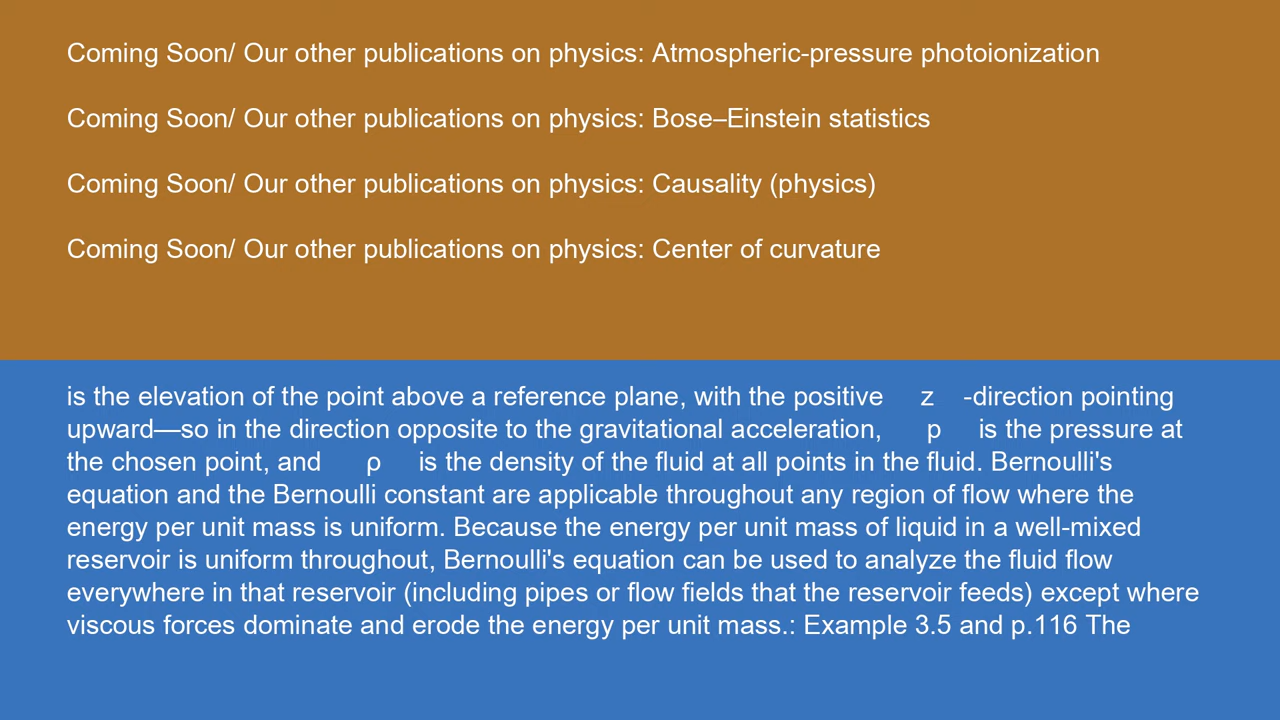 Coming Soon/ Our other publications on physics: Atmospheric-pressure photoionization
Coming Soon/ Our other publications on physics: Bose–Einstein statistics
Coming Soon/ Our other publications on physics: Causality (physics)
Coming Soon/ Our other publications on physics: Center of curvature
is the elevation of the point above a reference plane, with the positive z -direction pointing
upward—so in the direction opposite to the gravitational acceleration, p is the pressure at
the chosen point, and ρ is the density of the fluid at all points in the fluid. Bernoulli's
equation and the Bernoulli constant are applicable throughout any region of flow where the
energy per unit mass is uniform. Because the energy per unit mass of liquid in a well-mixed
reservoir is uniform throughout, Bernoulli's equation can be used to analyze the fluid flow
everywhere in that reservoir (including pipes or flow fields that the reservoir feeds) except where
viscous forces dominate and erode the energy per unit mass.: Example 3.5 and p.116 The